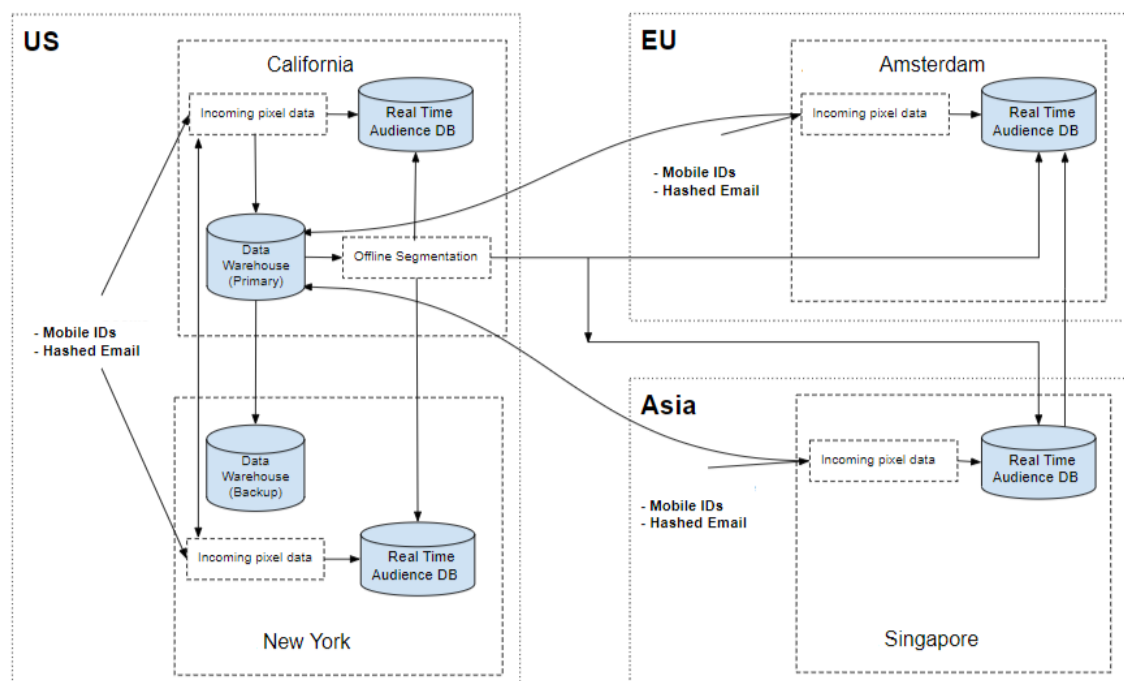 US
California
Incoming pixel data
Real Time
Audience DB
Data
Warehouse
(Primary)
Offline Segmentation
- Mobile IDs
- Hashed Email
Data
Warehouse
(Backup)
Incoming pixel data
Real Time
Audience DB
New York
EU
Amsterdam
Incoming pixel data
Real Time
Audience DB
- Mobile IDs
- Hashed Email
Asia
Incoming pixel data
Real Time
Audience DB
- Mobile IDs
- Hashed Email
Singapore